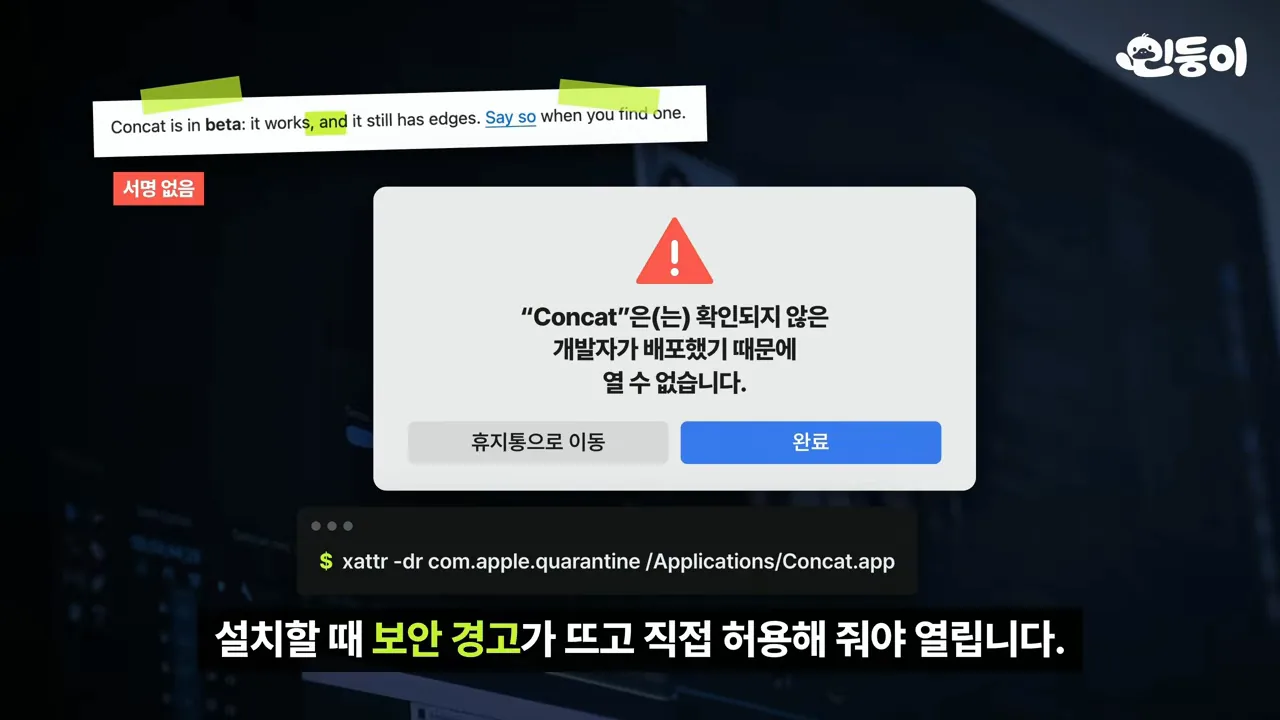 인둥이
Concat is in beta: it works, and it still has edges. Say so when you find one.
서명 없음
“Concat”은(는) 확인되지 않은
개발자가 배포했기 때문에
열 수 없습니다.
휴지통으로 이동
완료
$ xattr -dr com.apple.quarantine /Applications/Concat.app
설치할 때 보안 경고가 뜨고 직접 허용해 줘야 열립니다.